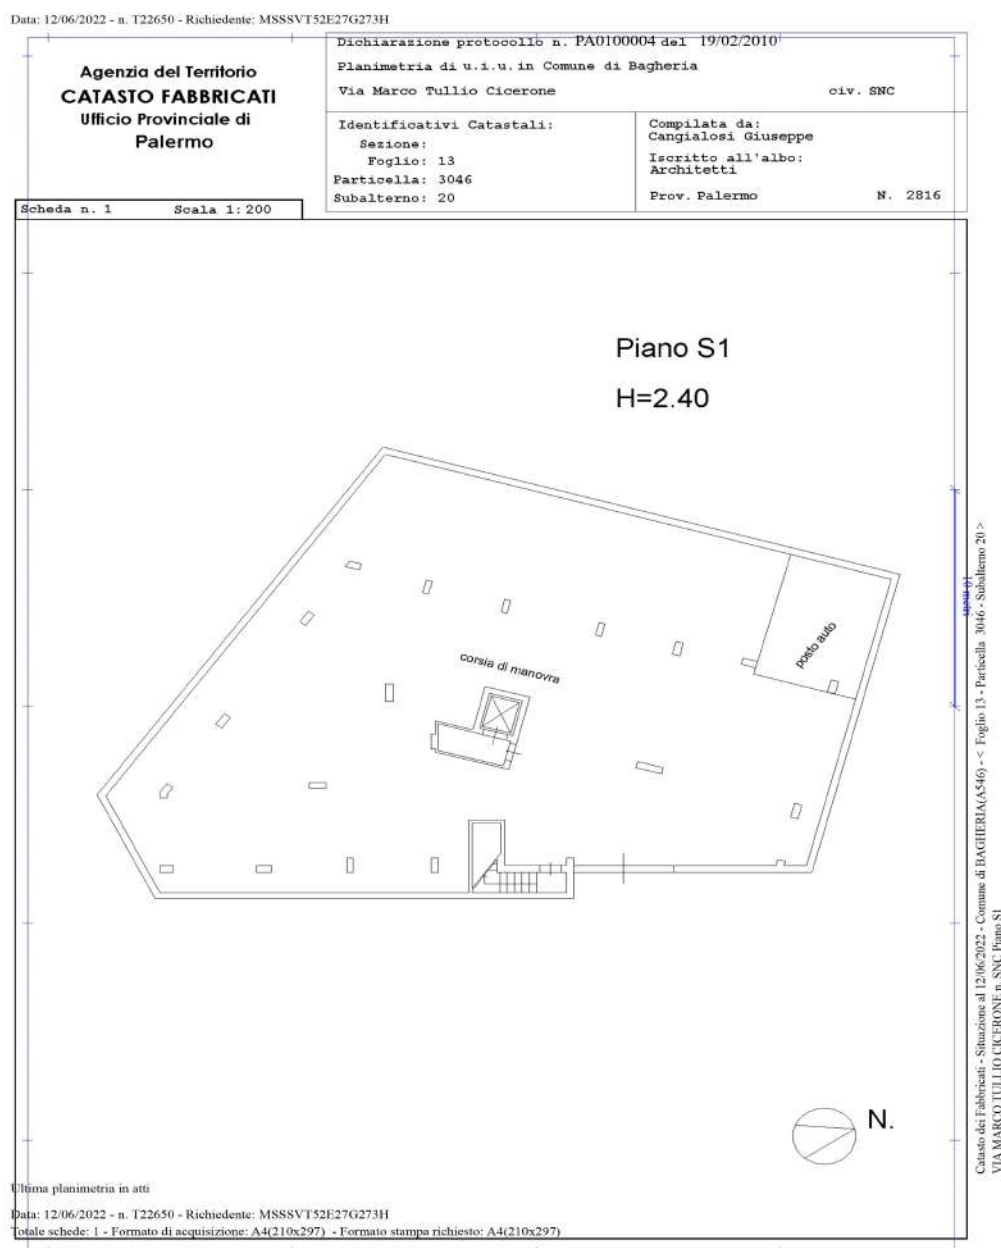 Data: 12/06/2022 - n. T22650 - Richiedente: MSSSVT52E27G273H
Agenzia del Territorio
CATASTO FABBRICATI
Ufficio Provinciale di
Palermo
Dichiarazione protocollo n. PA0100004 del 19/02/2010
Planimetria di u.i.u. in Comune di Bagheria
Via Marco Tullio Cicerone civ. SNC
Identificativi Catastali:
Sezione:
Foglio: 13
Particella: 3046
Subalterno: 20
Compilata da:
Cangialosi Giuseppe
Iscritto all'albo:
Architetti
Prov. Palermo N. 2816
Scheda n. 1 Scala 1:200
Piano S1
H=2.40
posto auto
corsia di manovra
10 metri
N.
Catasto dei Fabbricati - Situazione al 12/06/2022 - Comune di BAGHERIA(A546) - < Foglio 13 - Particella 3046 - Subalterno 20 >
VIA MARCO TULLIO CICERONE n. SNC Piano S1
Ultima planimetria in atti
Data: 12/06/2022 - n. T22650 - Richiedente: MSSSVT52E27G273H
Totale schede: 1 - Formato di acquisizione: A4(210x297) - Formato stampa richiesto: A4(210x297)